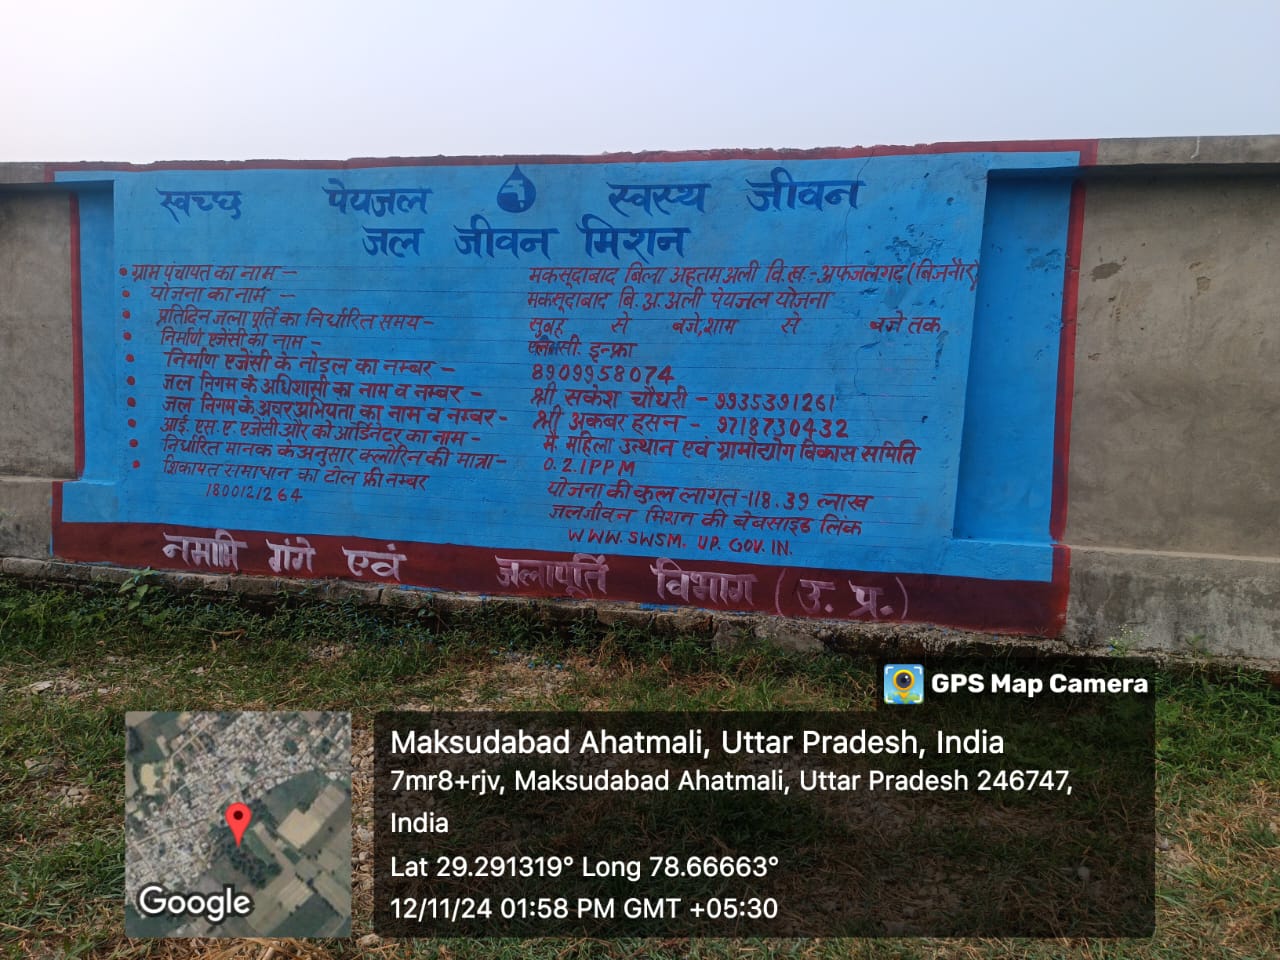 स्वच्छ पेयजल स्वस्थ्य जीवन
जल जीवन मिशन
ग्राम पंचायत का नाम - मकसूदाबाद बिला अहतमअली वि.ख.- अफजलगढ़ (बिजनौर)
योजना का नाम - मकसूदाबाद बि. अ. अली पेयजल योजना
प्रतिदिन जला पूर्ति का निर्धारित समय - सुबह से बजे, शाम से बजे तक
निर्माण एजेंसी का नाम - एलसी. इन्फ्रा
निर्माण एजेंसी के नोडल का नम्बर - 8909958074
जल निगम के अधिशासी का नाम व नम्बर - श्री सकेश चौधरी - 9935391261
जल निगम के अवर अभियता का नाम व नम्बर - श्री अकबर हसन - 9718730432
आई. एस. ए. एजेंसी और को आर्डिनेटर का नाम - मे. महिला उत्थान एवं ग्रामोद्योग विकास समिति
निर्धारित मानक के अनुसार क्लोरिन की मात्रा - 0.2.1PPM
शिकायत समाधान का टोल फ्री नम्बर
1800121264
योजना की कुल लागत - 118.39 लाख
जलजीवन मिशन की बेबसाइड लिंक
WWW.SWSM.UP.GOV.IN.
नमामि गंगे एवं जलापूर्ति विभाग (उ. प्र.)
GPS Map Camera
Maksudabad Ahatmali, Uttar Pradesh, India
7mr8+rjv, Maksudabad Ahatmali, Uttar Pradesh 246747,
India
Lat 29.291319° Long 78.66663°
12/11/24 01:58 PM GMT +05:30
Google